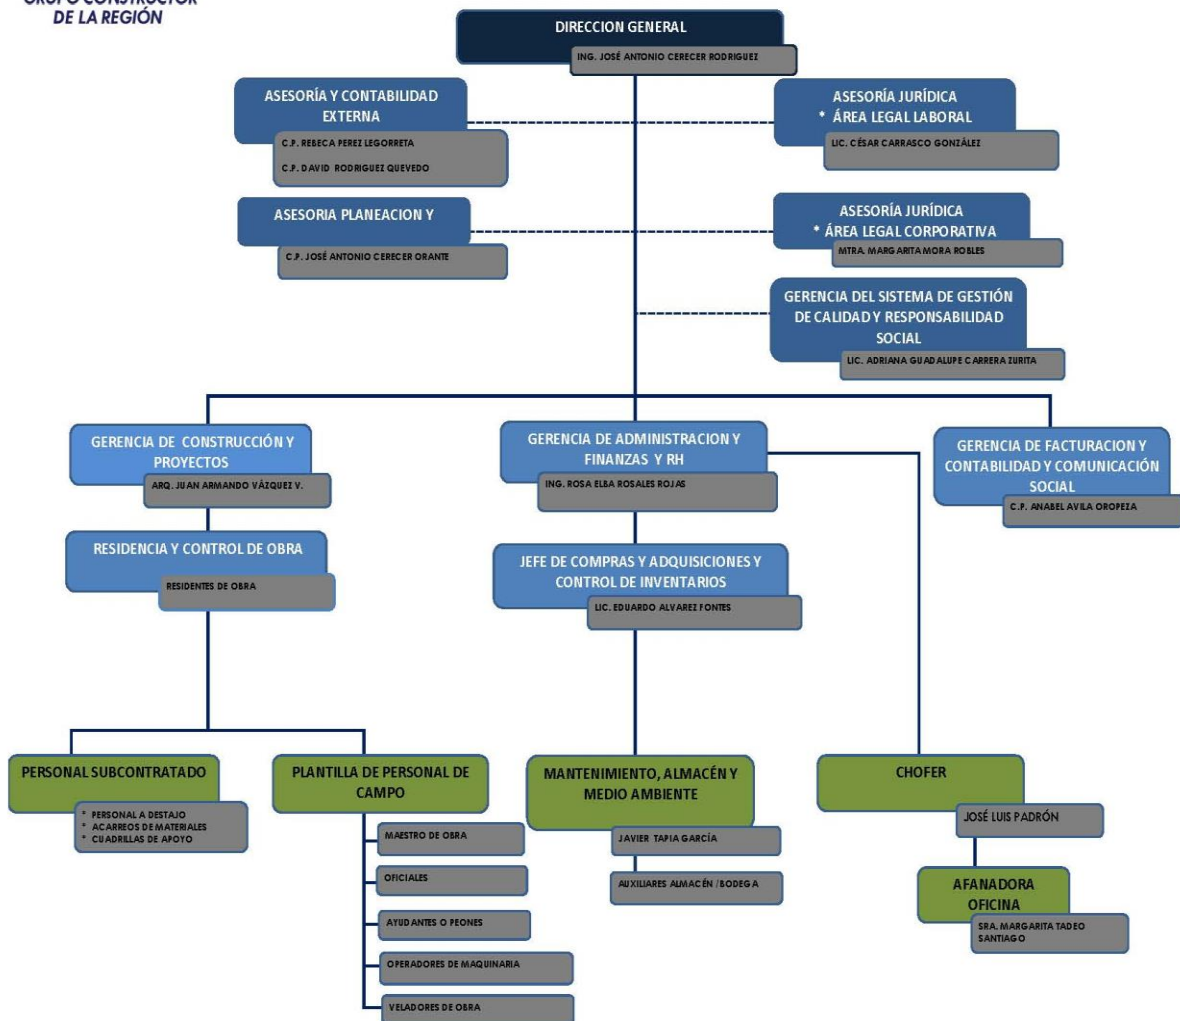 GRUPO CONSTRUCTOR
DE LA REGIÓN
DIRECCION GENERAL
ING. JOSÉ ANTONIO CERECER RODRIGUEZ
ASESORÍA Y CONTABILIDAD
EXTERNA
C.P. REBECA PEREZ LEGORRETA
C.P. DAVID RODRIGUEZ QUEVEDO
ASESORÍA JURÍDICA
* ÁREA LEGAL LABORAL
LIC. CÉSAR CARRASCO GONZÁLEZ
ASESORIA PLANEACION Y
C.P. JOSÉ ANTONIO CERECER ORANTE
ASESORÍA JURÍDICA
* ÁREA LEGAL CORPORATIVA
MTRA. MARGARITA MORA ROBLES
GERENCIA DEL SISTEMA DE GESTIÓN
DE CALIDAD Y RESPONSABILIDAD
SOCIAL
LIC. ADRIANA GUADALUPE CARRERA ZURITA
GERENCIA DE CONSTRUCCIÓN Y
PROYECTOS
ARQ. JUAN ARMANDO VÁZQUEZ V.
GERENCIA DE ADMINISTRACION Y
FINANZAS Y RH
ING. ROSA ELBA ROSALES ROJAS
GERENCIA DE FACTURACION Y
CONTABILIDAD Y COMUNICACIÓN
SOCIAL
C.P. ANABEL AVILA OROPEZA
RESIDENCIA Y CONTROL DE OBRA
RESIDENTES DE OBRA
JEFE DE COMPRAS Y ADQUISICIONES Y
CONTROL DE INVENTARIOS
LIC. EDUARDO ALVAREZ FONTES
PERSONAL SUBCONTRATADO
* PERSONAL A DESTAJO
* ACARREOS DE MATERIALES
* CUADRILLAS DE APOYO
PLANTILLA DE PERSONAL DE
CAMPO
MAESTRO DE OBRA
OFICIALES
AYUDANTES O PEONES
OPERADORES DE MAQUINARIA
VELADORES DE OBRA
MANTENIMIENTO, ALMACÉN Y
MEDIO AMBIENTE
JAVIER TAPIA GARCÍA
AUXILIARES ALMACÉN /BODEGA
CHOFER
JOSÉ LUIS PADRÓN
AFANADORA
OFICINA
SRA. MARGARITA TADEO
SANTIAGO